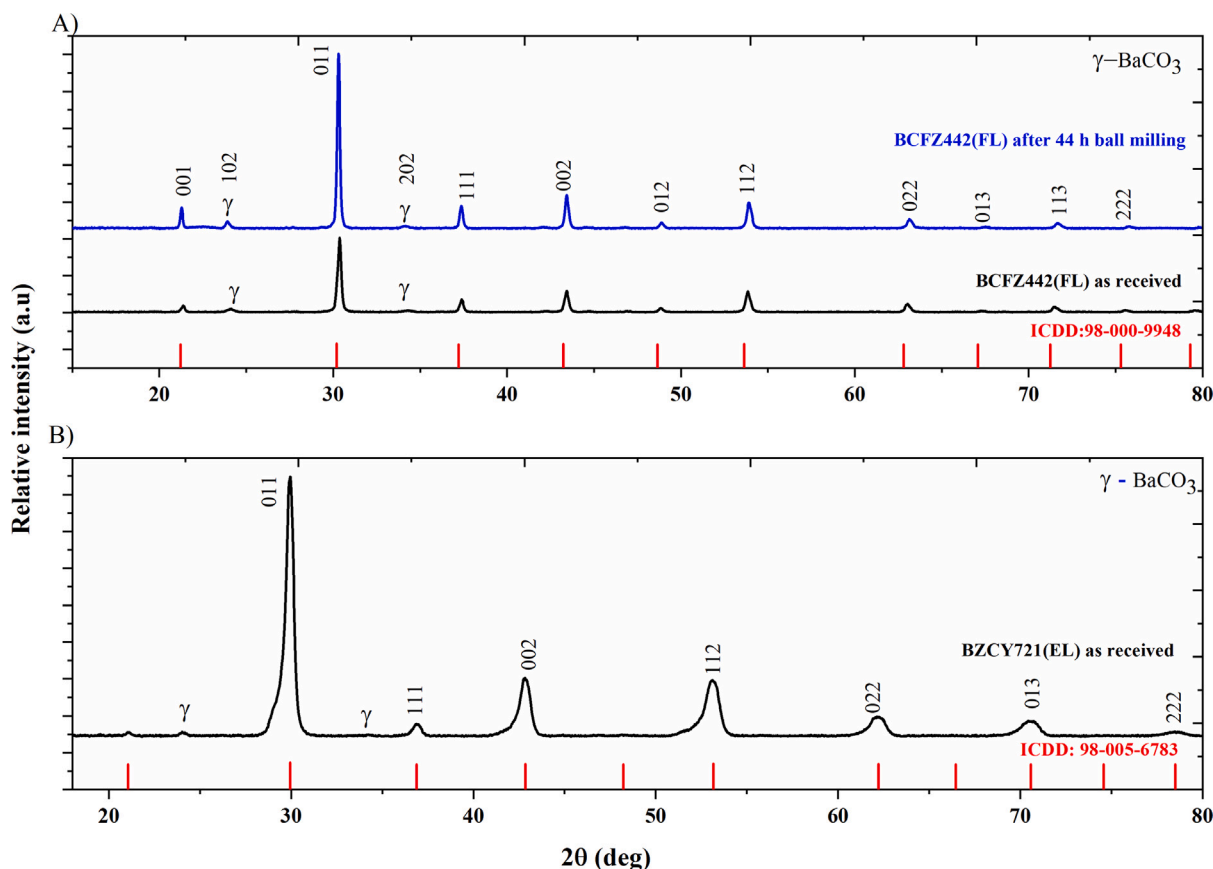 A)
γ−BaCO₃
BCFZ442(FL) after 44 h ball milling
001
102
γ
011
202
γ
111
002
012
112
022
013
113
222
BCFZ442(FL) as received
γ
γ
ICDD:98-000-9948
20 30 40 50 60 70 80
Relative intensity (a.u)
B)
γ - BaCO₃
011
γ
γ
111
002
112
022
013
222
BZCY721(EL) as received
ICDD: 98-005-6783
20 30 40 50 60 70 80
2θ (deg)